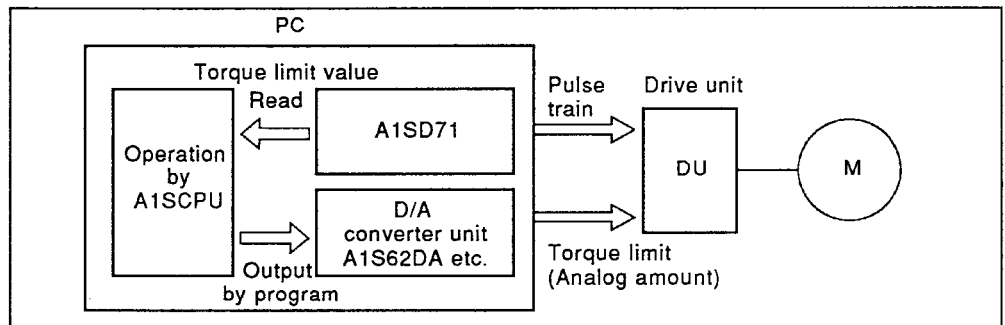 PC
Torque limit value
Read
A1SD71
Operation
by
A1SCPU
D/A
converter unit
A1S62DA etc.
Output
by program
Pulse
train
Drive unit
DU
M
Torque limit
(Analog amount)